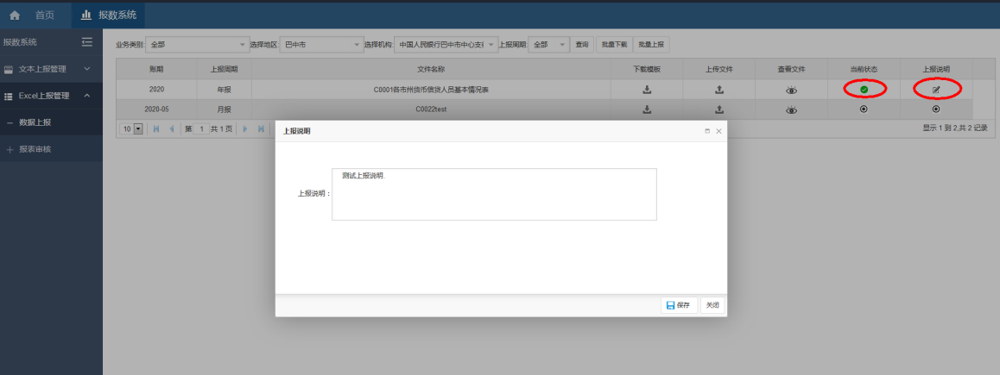 首页 报数系统
报数系统
文本上报管理
Excel上报管理
数据上报
报表审核
业务类别: 全部 选择地区: 巴中市 选择机构: 中国人民银行巴中市中心支行 上报周期: 全部 查询 批量下载 批量上报
账期 上报周期 文件名称 下载模板 上传文件 查看文件 当前状态 上报说明
2020 年报 C0001各市州货币信贷人员基本情况表
2020-05 月报 C0022test
10 第 1 共1页 显示 1 到 2,共 2 记录
上报说明
上报说明：
测试上报说明
保存 关闭